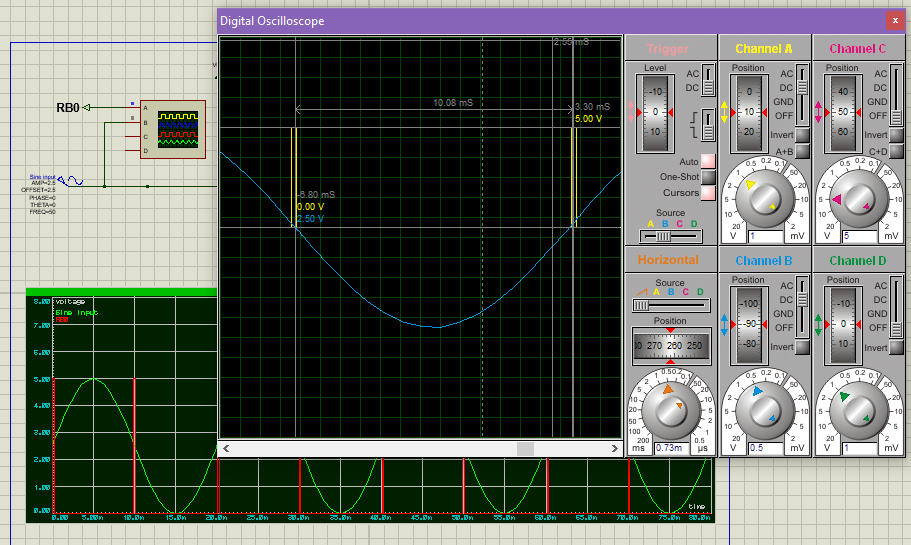 Digital Oscilloscope
RB0
A
B
C
D
Sine input
AMP=2.5
OFFSET=2.5
PHASE=0
THETA=0
FREQ=50
2.55 mS
10.08 mS
3.30 mS
5.00 V
-6.80 mS
0.00 V
2.50 V
Trigger
Level
-10
0
10
AC
DC
Auto
One-Shot
Cursors
Source
A B C D
Channel A
Position
0
10
20
AC
DC
GND
OFF
Invert
A+B
V 1 mV
Channel C
Position
40
50
60
AC
DC
GND
OFF
Invert
C+D
V 5 mV
Horizontal
Source
A B C D
Position
270 260 250
ms 0.73m µs
Channel B
Position
-100
-90
-80
AC
DC
GND
OFF
Invert
V 0.5 mV
Channel D
Position
-10
0
10
AC
DC
GND
OFF
Invert
V 1 mV
8.00 voltage
Sine input
RB0
7.00
6.00
5.00
4.00
3.00
2.00
1.00
0.00
0.00 5.00m 10.0m 15.0m 20.0 25.0m 30.0m 35.0m 40.0m 45.0m 50.0m 55.0m 60.0m 65.0m 70.0m 75.0m 80.0m
time